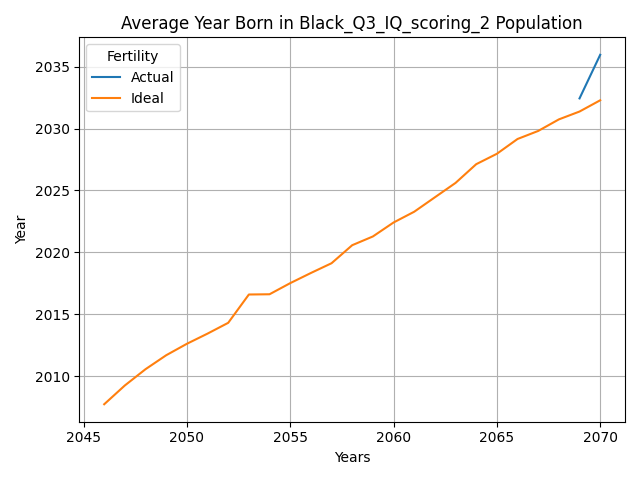 Average Year Born in Black_Q3_IQ_scoring_2 Population
Fertility
Actual
Ideal
Year
2035
2030
2025
2020
2015
2010
2045 2050 2055 2060 2065 2070
Years